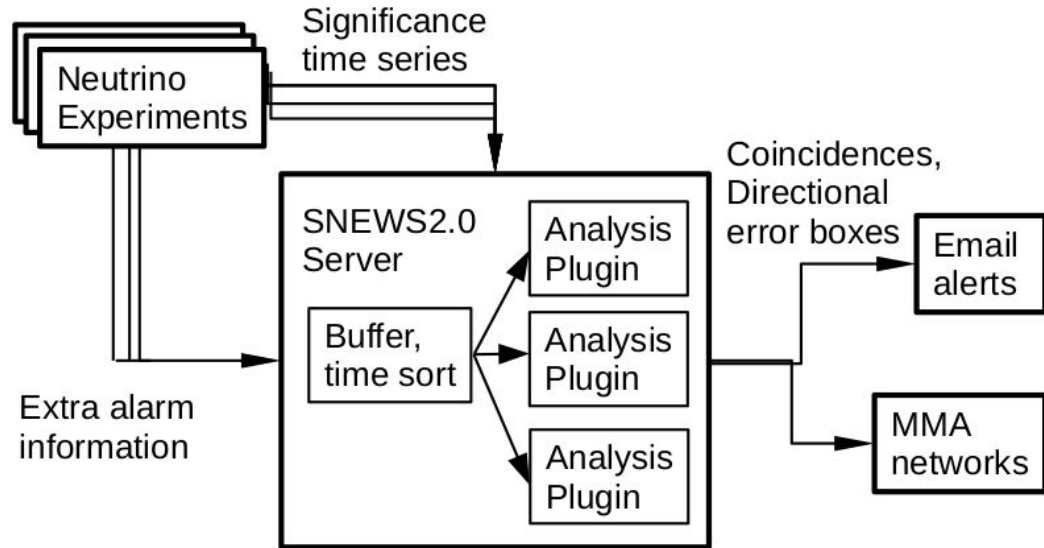 Neutrino
Experiments
Significance
time series
Extra alarm
information
SNEWS2.0
Server
Buffer,
time sort
Analysis
Plugin
Analysis
Plugin
Analysis
Plugin
Coincidences,
Directional
error boxes
Email
alerts
MMA
networks